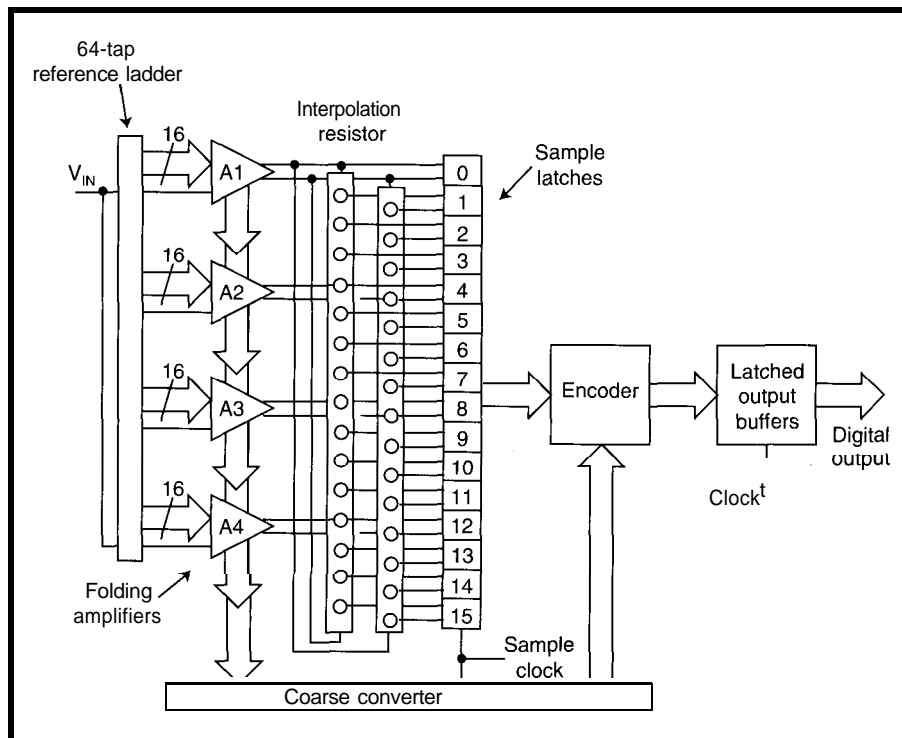 64-tap
reference ladder
16
A1
Interpolation
resistor
V_IN
Sample
latches
0
1
2
3
4
5
6
7
8
9
10
11
12
13
14
15
16
A2
16
A3
16
A4
Encoder
Latched
output
buffers
Digital
output
Clock^t
Folding
amplifiers
Sample
clock
Coarse converter